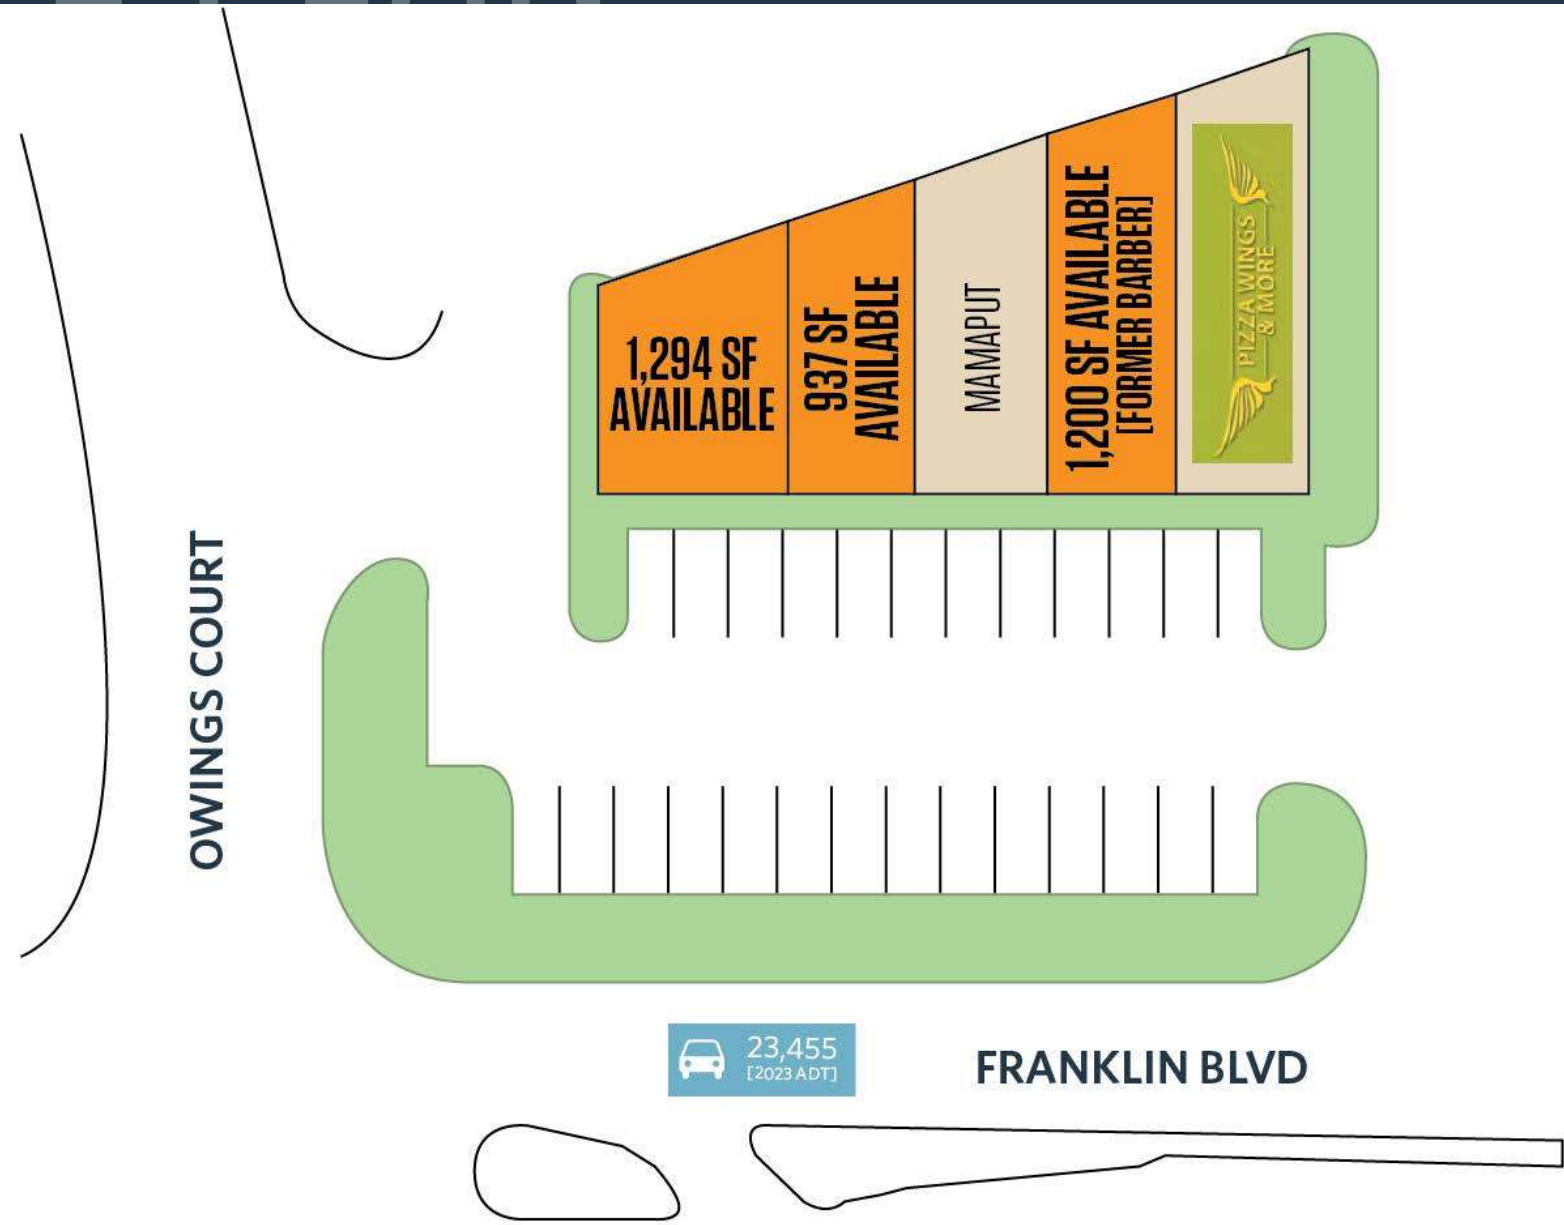 1,294 SF
AVAILABLE
937 SF
AVAILABLE
MAMAPUT
1,200 SF AVAILABLE
[FORMER BARBER]
PIZZA WINGS
& MORE
OWINGS COURT
23,455
[2023 ADT]
FRANKLIN BLVD